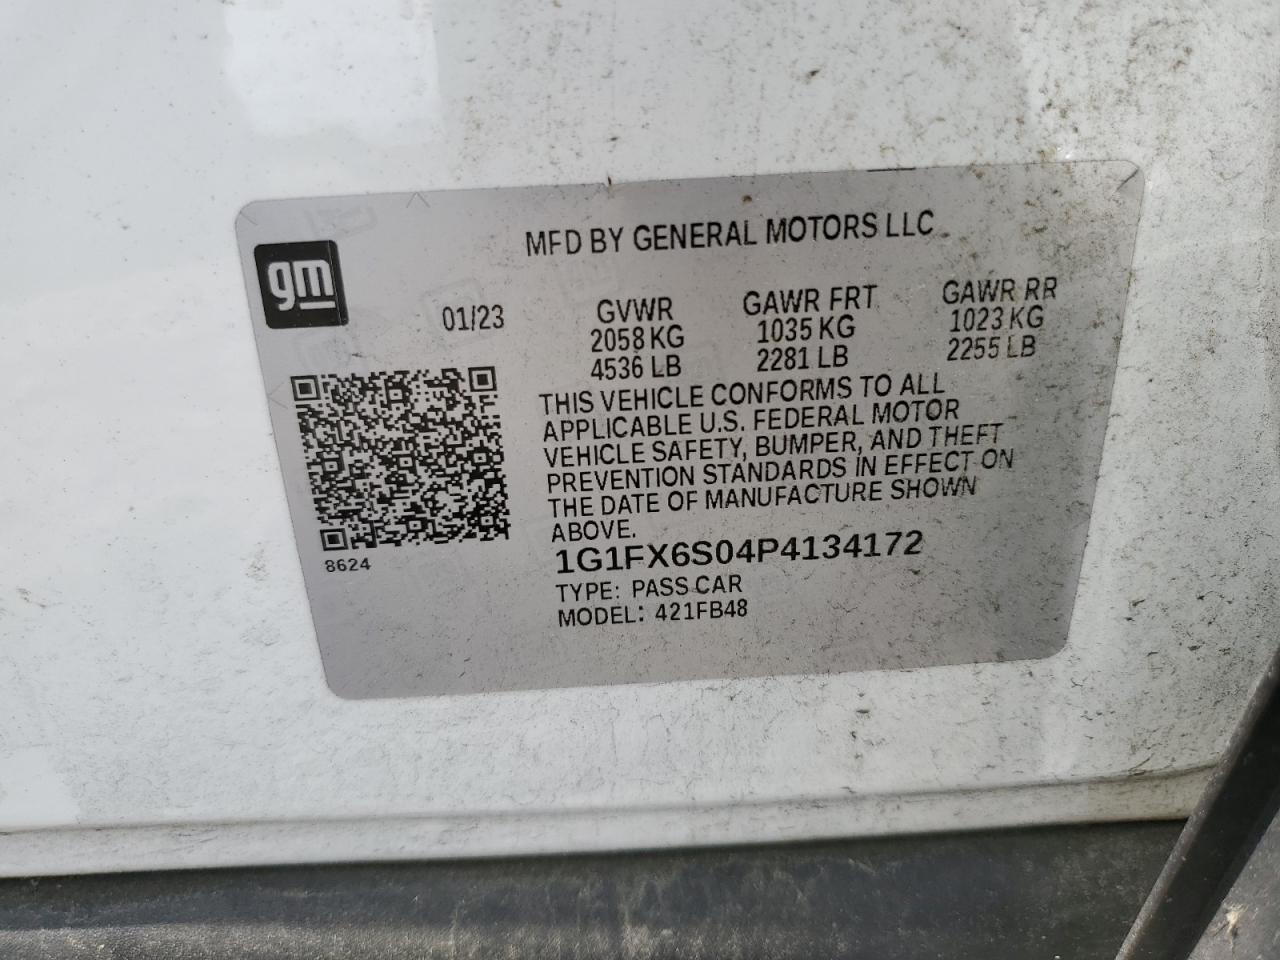 MFD BY GENERAL MOTORS LLC
gm
01/23
GVWR GAWR FRT GAWR RR
2058 KG 1035 KG 1023 KG
4536 LB 2281 LB 2255 LB
THIS VEHICLE CONFORMS TO ALL
APPLICABLE U.S. FEDERAL MOTOR
VEHICLE SAFETY, BUMPER, AND THEFT
PREVENTION STANDARDS IN EFFECT ON
THE DATE OF MANUFACTURE SHOWN
ABOVE.
8624
1G1FX6S04P4134172
TYPE: PASS CAR
MODEL: 421FB48